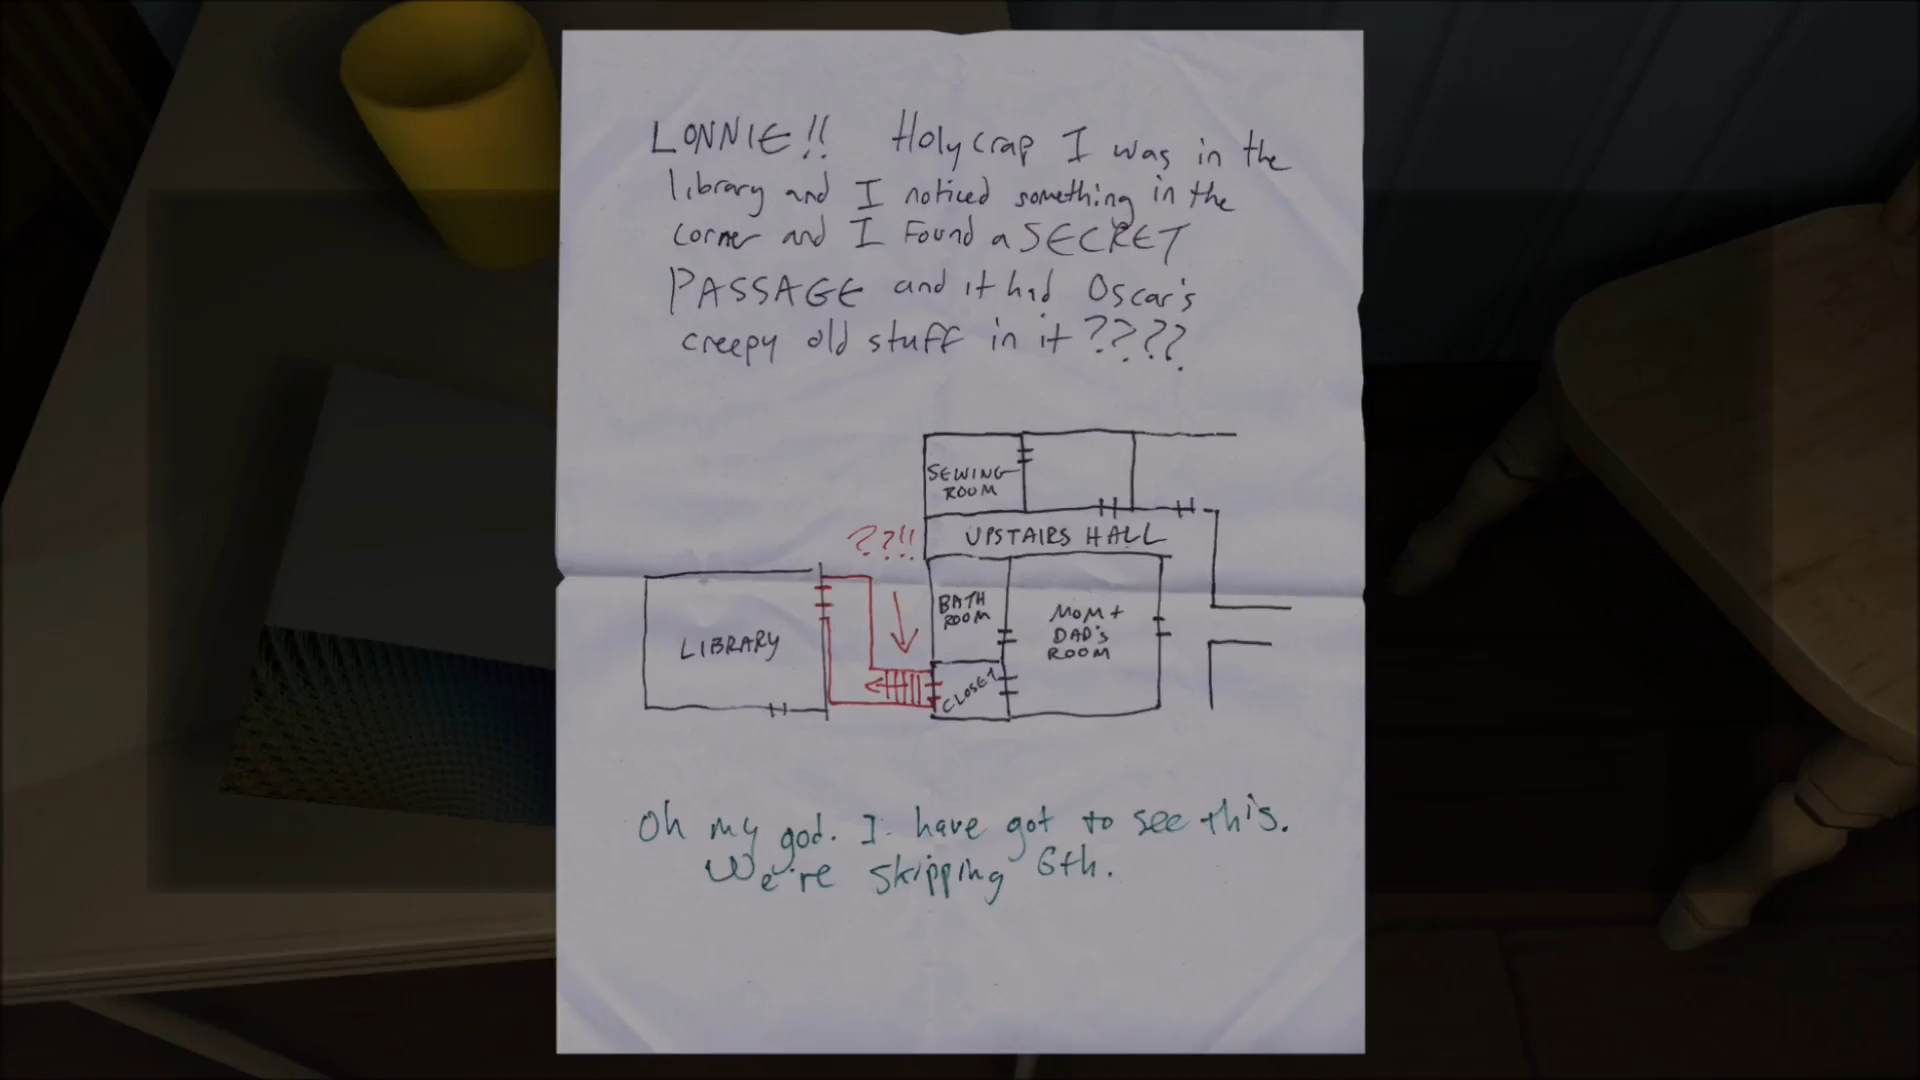 LONNIE!! Holy crap I was in the
library and I noticed something in the
corner and I Found a SECRET
PASSAGE and it had Oscar's
creepy old stuff in it ????
SEWING
ROOM
UPSTAIRS HALL
??!!
LIBRARY
BATH
ROOM
MOM +
DAD'S
ROOM
CLOSET
Oh my god. I have got to see this.
We're skipping 6th.